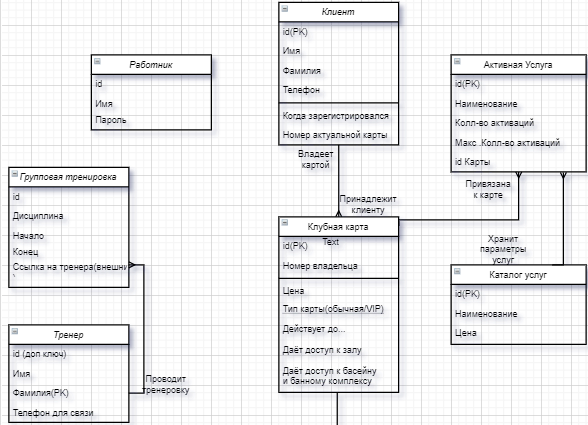 Клиент
id(PK)
Имя
Фамилия
Телефон
Когда зарегистрировался
Номер актуальной карты
Работник
id
Имя
Пароль
Активная Услуга
id(PK)
Наименование
Колл-во активаций
Макс .Колл-во активаций
id Карты
Владеет
картой
Принадлежит
клиенту
Привязана
к карте
Групповая тренировка
id
Дисциплина
Начало
Конец
Ссылка на тренера(внешни
)
Клубная карта
Text
id(PK)
Номер владельца
Цена
Тип карты(обычная/VIP)
Действует до...
Даёт доступ к залу
Даёт доступ к басейну
и банному комплексу
Хранит
параметры
услуг
Каталог услуг
id(PK)
Наименование
Цена
Тренер
id (доп ключ)
Имя
Фамилия(PK)
Телефон для связи
Проводит
тренеровку